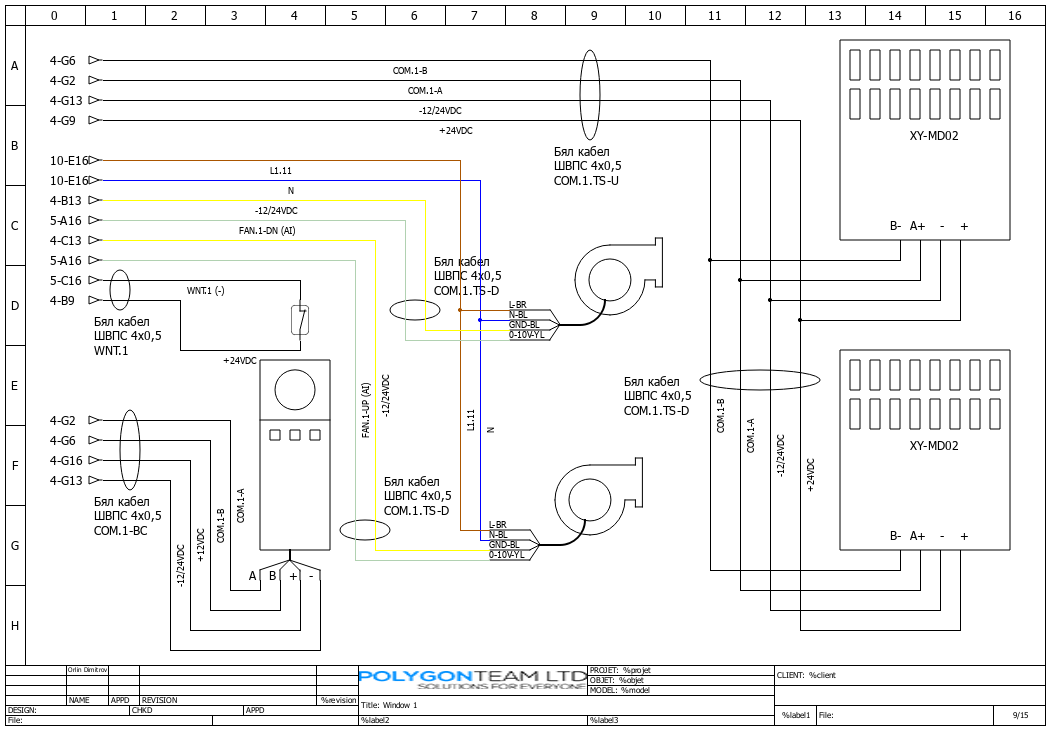 0 1 2 3 4 5 6 7 8 9 10 11 12 13 14 15 16
A
B
C
D
E
F
G
H
4-G6
COM.1-B
4-G2
COM.1-A
4-G13
-12/24VDC
4-G9
+24VDC
Бял кабел
ШВПС 4x0,5
COM.1.TS-U
XY-MD02
B- A+ - +
10-E16
L1.11
10-E16
N
4-B13
-12/24VDC
5-A16
FAN.1-DN (AI)
4-C13
5-A16
5-C16
WNT.1 (-)
4-B9
+24VDC
Бял кабел
ШВПС 4x0,5
WNT.1
Бял кабел
ШВПС 4x0,5
COM.1.TS-D
L-BR
N-BL
GND-BL
0-10V-YL
FAN.1-UP (AI)
-12/24VDC
L1.11
N
Бял кабел
ШВПС 4x0,5
COM.1.TS-D
COM.1-B
COM.1-A
-12/24VDC
+24VDC
XY-MD02
B- A+ - +
4-G2
4-G6
4-G16
4-G13
Бял кабел
ШВПС 4x0,5
COM.1-BC
-12/24VDC
+12VDC
COM.1-B
COM.1-A
A B + -
Бял кабел
ШВПС 4x0,5
COM.1.TS-D
L-BR
N-BL
GND-BL
0-10V-YL
Orlin Dimitrov
NAME APPD REVISION %revision
DESIGN: CHKD APPD
File:
POLYGONTEAM LTD
SOLUTIONS FOR EVERYONE
Title: Window 1
%label2
PROJET: %projet
OBJET: %objet
MODEL: %model
%label3
CLIENT: %client
%label1 File: 9/15